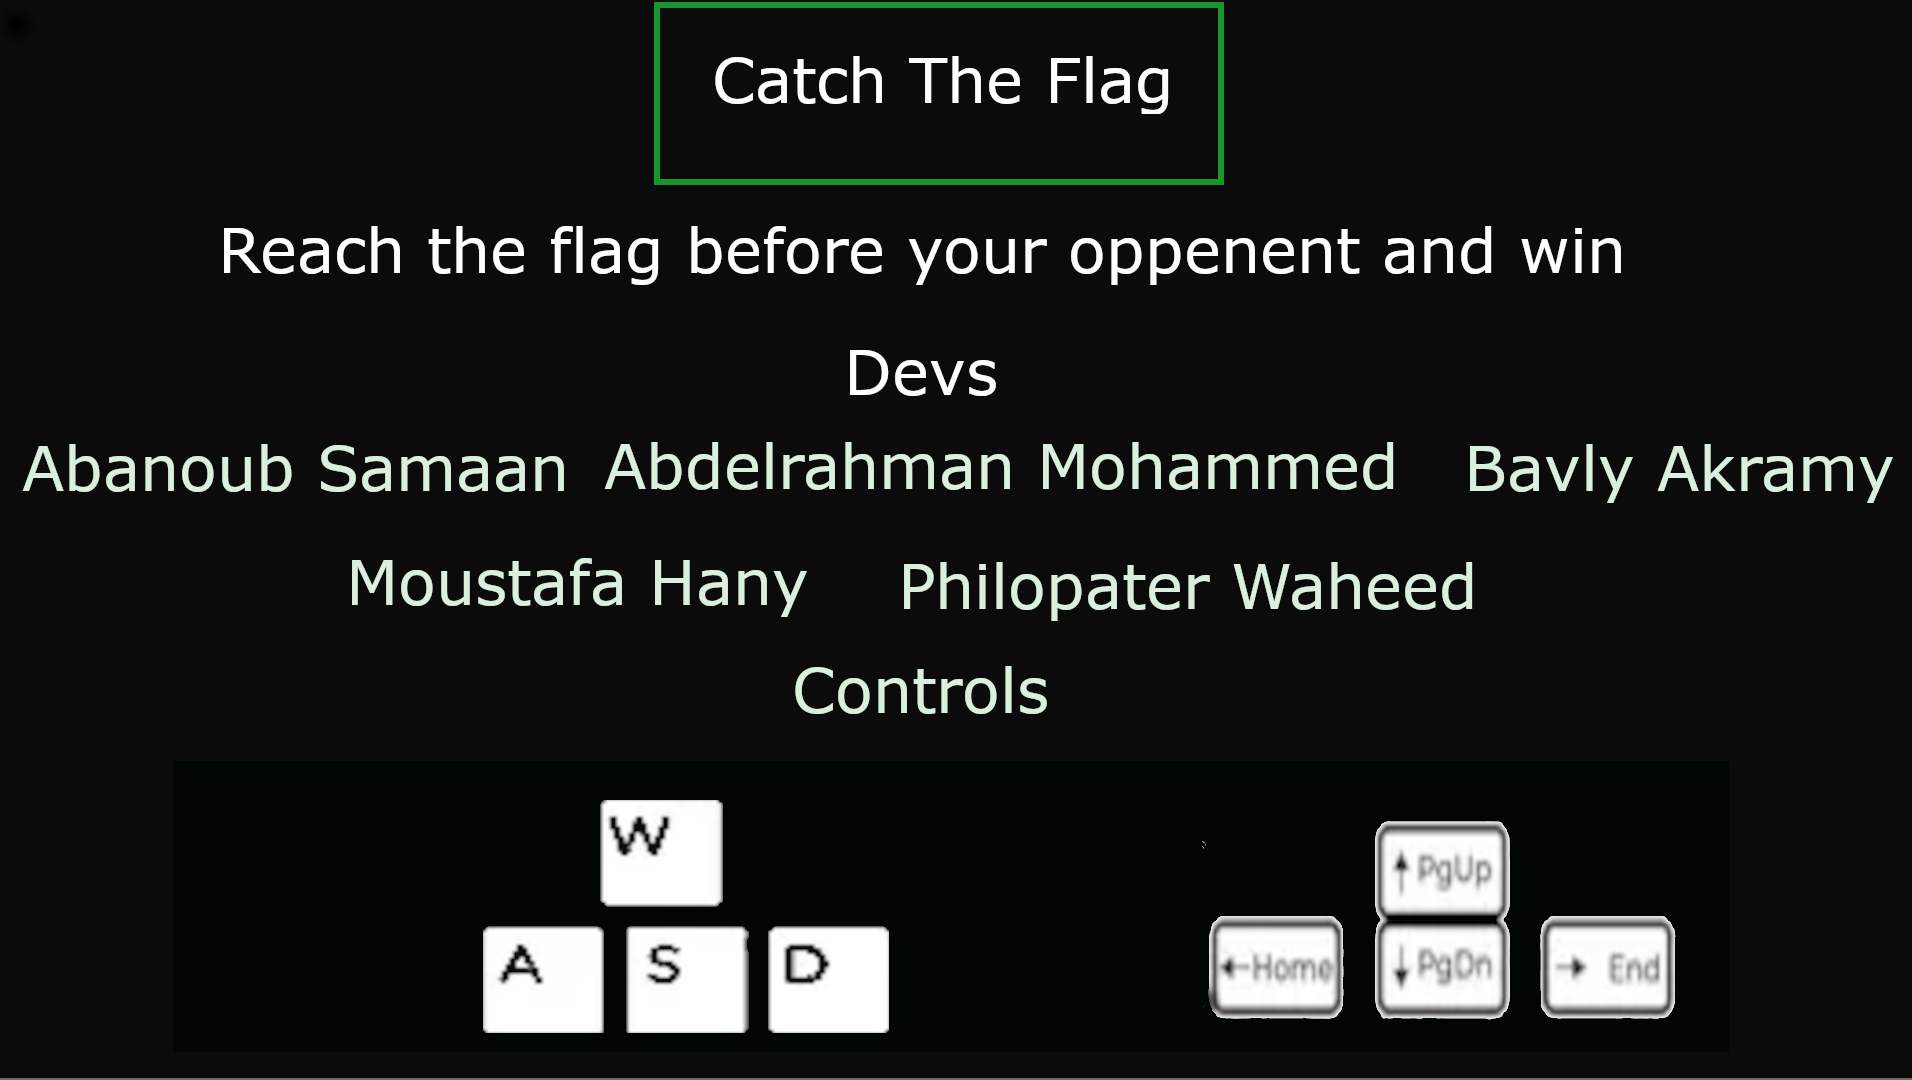 Catch The Flag
Reach the flag before your oppenent and win
Devs
Abanoub Samaan Abdelrahman Mohammed Bavly Akramy
Moustafa Hany Philopater Waheed
Controls
W
↑ PgUp
A S D
←Home ↓ PgDn → End